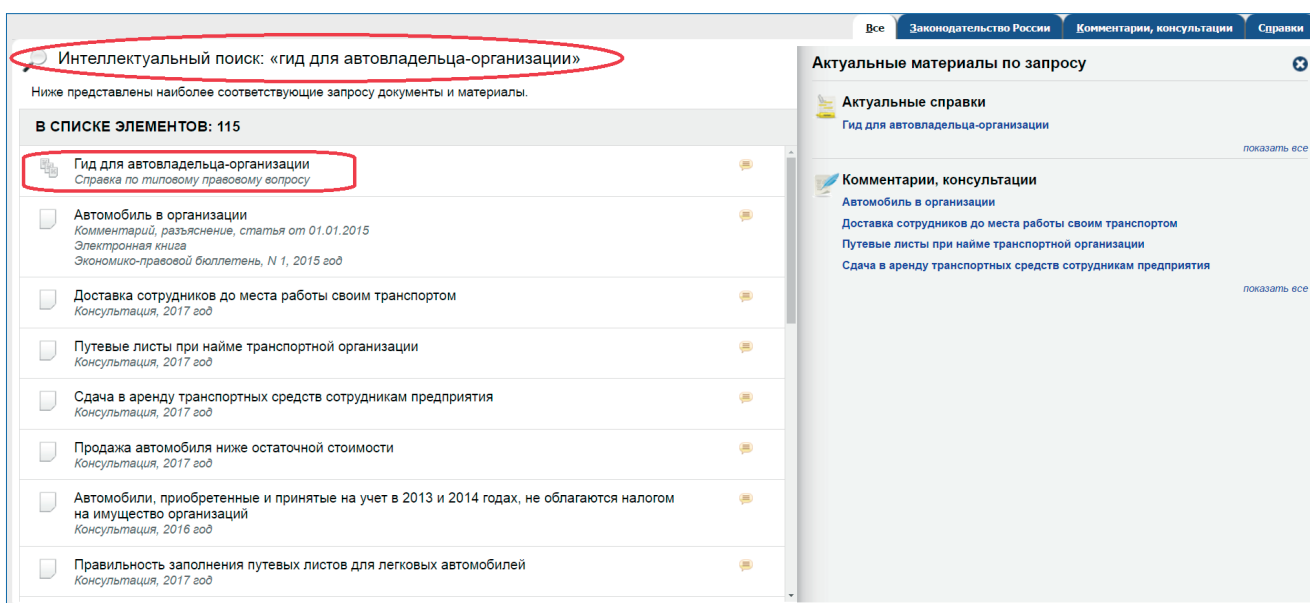 Все
Законодательство России
Комментарии, консультации
Справки
Интеллектуальный поиск: «гид для автовладельца-организации»
Ниже представлены наиболее соответствующие запросу документы и материалы.
В СПИСКЕ ЭЛЕМЕНТОВ: 115
Гид для автовладельца-организации
Справка по типовому правовому вопросу
Автомобиль в организации
Комментарий, разъяснение, статья от 01.01.2015
Электронная книга
Экономико-правовой бюллетень, N 1, 2015 год
Доставка сотрудников до места работы своим транспортом
Консультация, 2017 год
Путевые листы при найме транспортной организации
Консультация, 2017 год
Сдача в аренду транспортных средств сотрудникам предприятия
Консультация, 2017 год
Продажа автомобиля ниже остаточной стоимости
Консультация, 2017 год
Автомобили, приобретенные и принятые на учет в 2013 и 2014 годах, не облагаются налогом
на имущество организаций
Консультация, 2016 год
Правильность заполнения путевых листов для легковых автомобилей
Консультация, 2017 год
Актуальные материалы по запросу
Актуальные справки
Гид для автовладельца-организации
показать все
Комментарии, консультации
Автомобиль в организации
Доставка сотрудников до места работы своим транспортом
Путевые листы при найме транспортной организации
Сдача в аренду транспортных средств сотрудникам предприятия
показать все